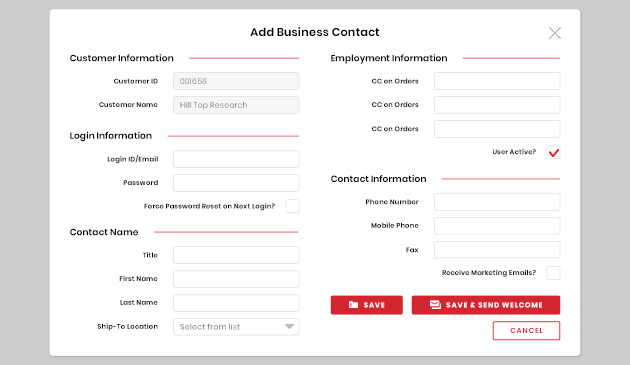 Add Business Contact
Customer Information
Customer ID
001658
Customer Name
Hill Top Research
Login Information
Login ID/Email
Password
Force Password Reset on Next Login?
Contact Name
Title
First Name
Last Name
Ship-To Location
Select from list
Employment Information
CC on Orders
CC on Orders
CC on Orders
User Active?
Contact Information
Phone Number
Mobile Phone
Fax
Receive Marketing Emails?
SAVE
SAVE & SEND WELCOME
CANCEL